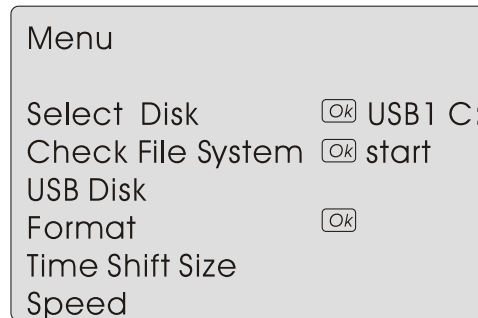 Menu
Select Disk Ok USB1 C:
Check File System Ok start
USB Disk
Format Ok
Time Shift Size
Speed